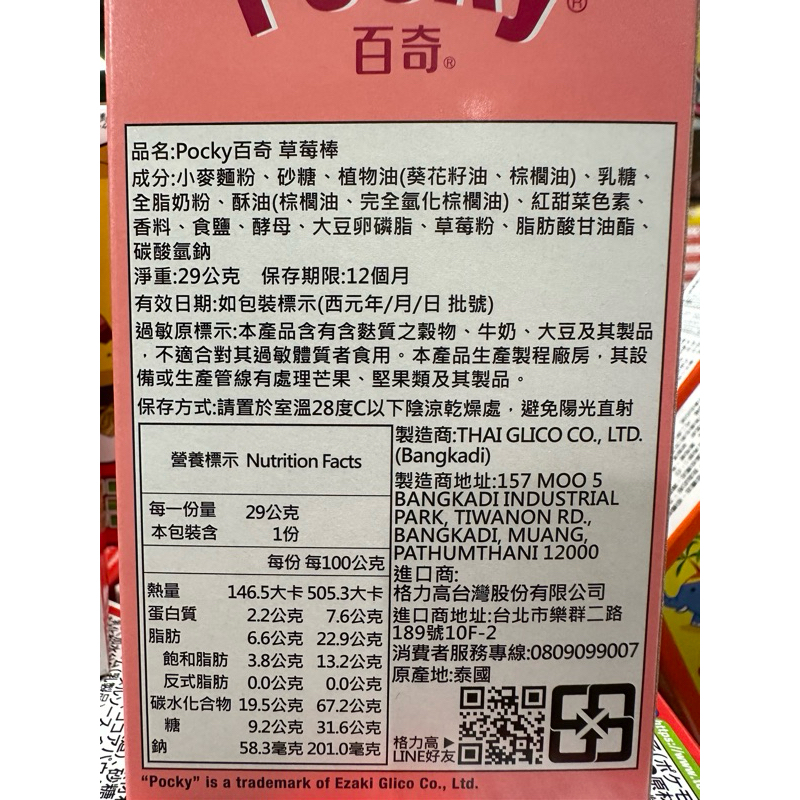 Pocky®
百奇®
品名:Pocky百奇 草莓棒
成分:小麥麵粉、砂糖、植物油(葵花籽油、棕櫚油)、乳糖、
全脂奶粉、酥油(棕櫚油、完全氫化棕櫚油)、紅甜菜色素、
香料、食鹽、酵母、大豆卵磷脂、草莓粉、脂肪酸甘油酯、
碳酸氫鈉
淨重:29公克 保存期限:12個月
有效日期:如包裝標示(西元年/月/日 批號)
過敏原標示:本產品含有含麩質之穀物、牛奶、大豆及其製品
，不適合對其過敏體質者食用。本產品生產製程廠房，其設
備或生產管線有處理芒果、堅果類及其製品。
保存方式:請置於室溫28度C以下陰涼乾燥處，避免陽光直射
營養標示 Nutrition Facts
每一份量 29公克
本包裝含 1份
每份 每100公克
熱量 146.5大卡 505.3大卡
蛋白質 2.2公克 7.6公克
脂肪 6.6公克 22.9公克
飽和脂肪 3.8公克 13.2公克
反式脂肪 0.0公克 0.0公克
碳水化合物 19.5公克 67.2公克
糖 9.2公克 31.6公克
鈉 58.3毫克 201.0毫克
製造商:THAI GLICO CO., LTD.
(Bangkadi)
製造商地址:157 MOO 5
BANGKADI INDUSTRIAL
PARK, TIWANON RD.,
BANGKADI, MUANG,
PATHUMTHANI 12000
進口商:
格力高台灣股份有限公司
進口商地址:台北市樂群二路
189號10F-2
消費者服務專線:0809099007
原產地:泰國
格力高▶
LINE好友
“Pocky” is a trademark of Ezaki Glico Co., Ltd.